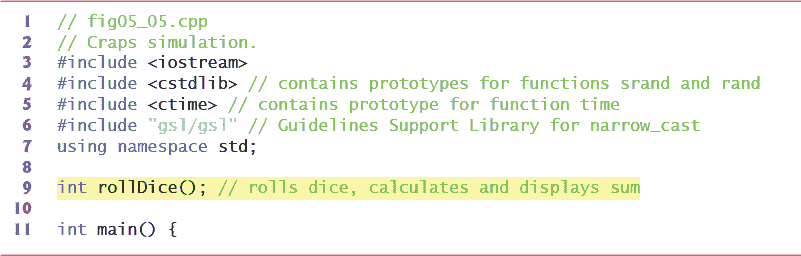 1 // fig05_05.cpp
2 // Craps simulation.
3 #include <iostream>
4 #include <cstdlib> // contains prototypes for functions srand and rand
5 #include <ctime> // contains prototype for function time
6 #include "gsl/gsl" // Guidelines Support Library for narrow_cast
7 using namespace std;
8
9 int rollDice(); // rolls dice, calculates and displays sum
10
11 int main() {